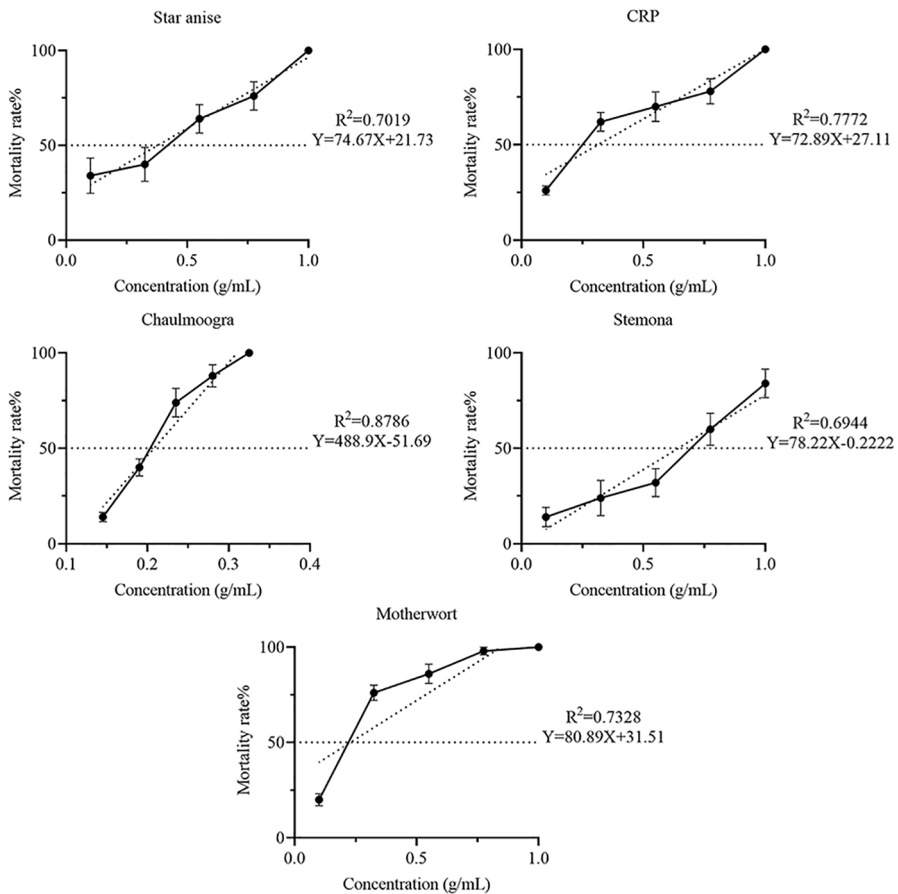 Star anise
Mortality rate%
100
50
0
0.0 0.5 1.0
Concentration (g/mL)
R²=0.7019
Y=74.67X+21.73
CRP
Mortality rate%
100
50
0
0.0 0.5 1.0
Concentration (g/mL)
R²=0.7772
Y=72.89X+27.11
Chaulmoogra
Mortality rate%
100
50
0
0.1 0.2 0.3 0.4
Concentration (g/mL)
R²=0.8786
Y=488.9X-51.69
Stemona
Mortality rate%
100
50
0
0.0 0.5 1.0
Concentration (g/mL)
R²=0.6944
Y=78.22X-0.2222
Motherwort
Mortality rate%
100
50
0
0.0 0.5 1.0
Concentration (g/mL)
R²=0.7328
Y=80.89X+31.51